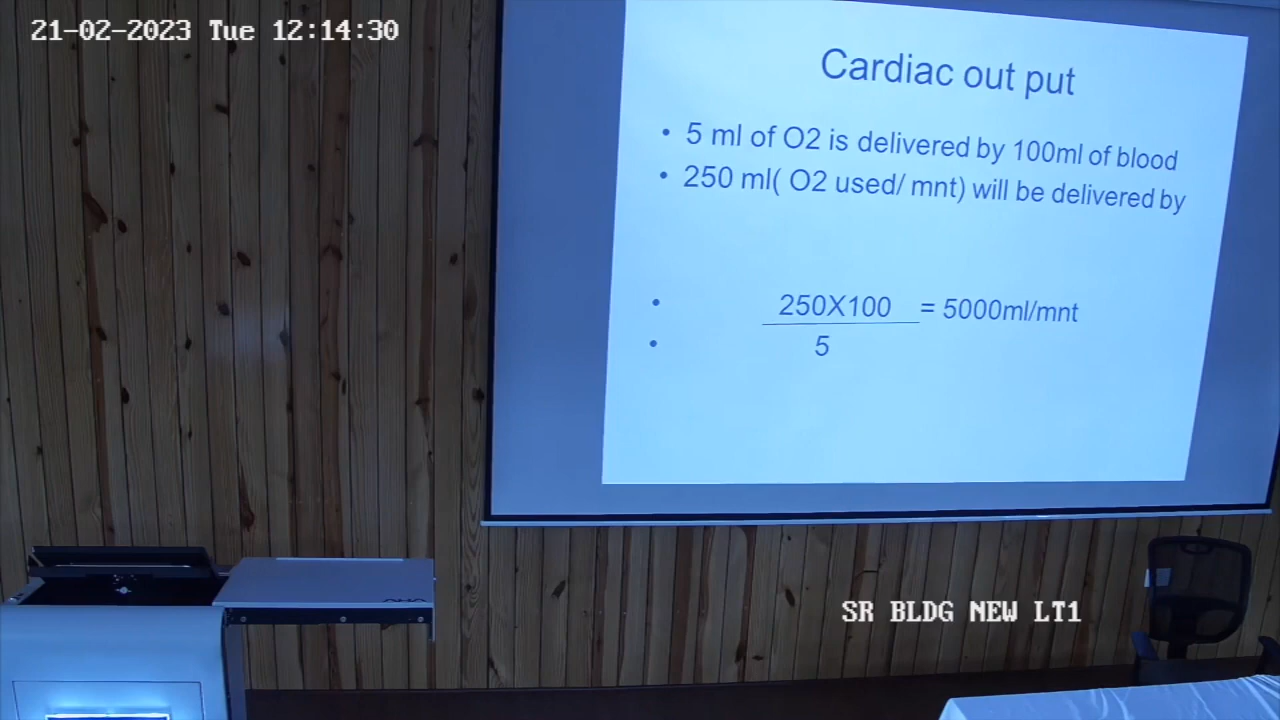 21-02-2023 Tue 12:14:30
Cardiac out put
• 5 ml of O2 is delivered by 100ml of blood
• 250 ml( O2 used/ mnt) will be delivered by
• 250X100 = 5000ml/mnt
• 5
SR BLDG NEW LT1